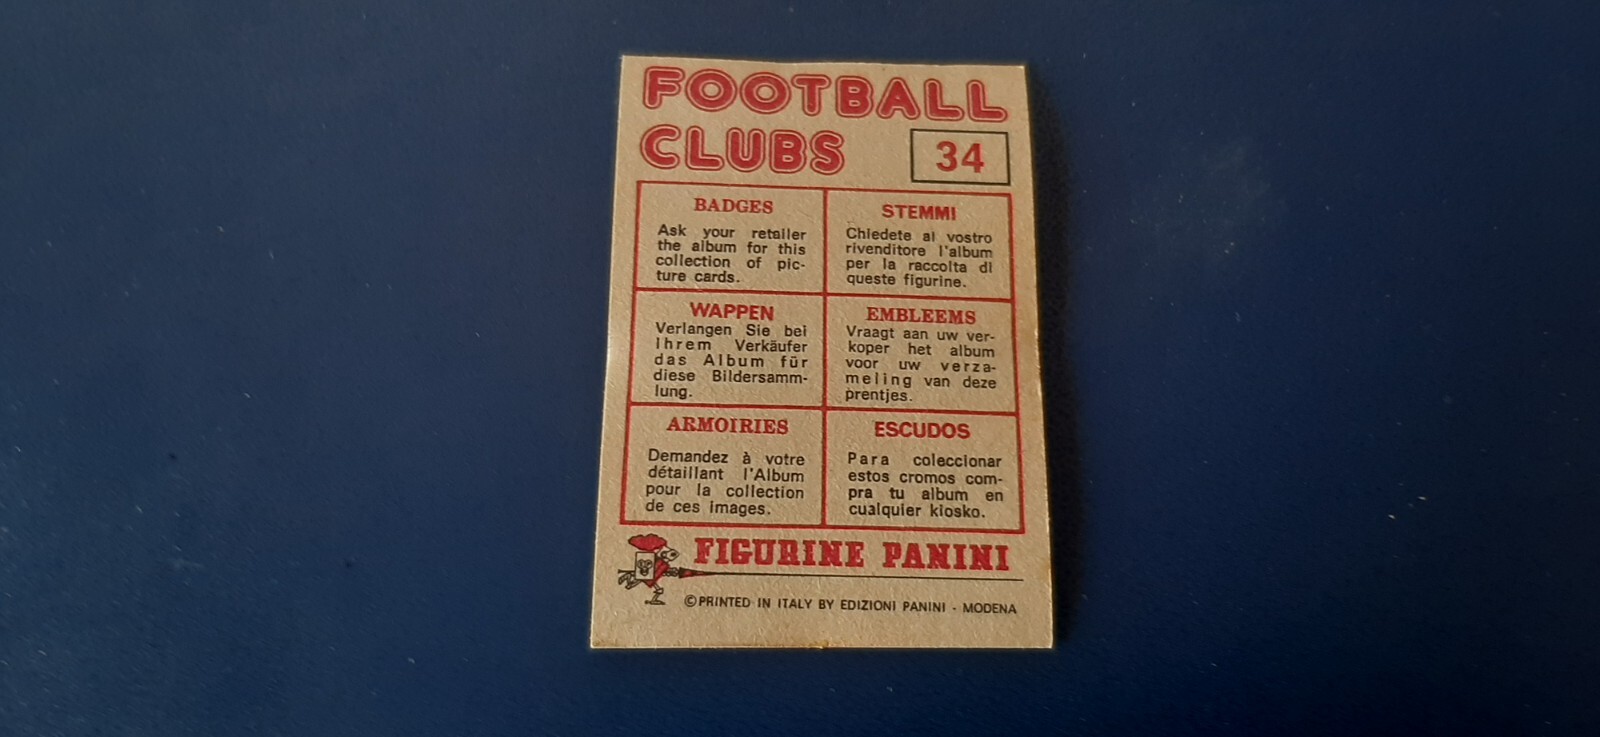 FOOTBALL
CLUBS
34
BADGES
Ask your retailer
the album for this
collection of pic-
ture cards.
STEMMI
Chiedete al vostro
rivenditore l'album
per la raccolta di
queste figurine.
WAPPEN
Verlangen Sie bei
Ihrem Verkäufer
das Album für
diese Bildersamm-
lung.
EMBLEEMS
Vraagt aan uw ver-
koper het album
voor uw verza-
meling van deze
prentjes.
ARMOIRIES
Demandez à votre
détaillant l'Album
pour la collection
de ces images.
ESCUDOS
Para coleccionar
estos cromos com-
pra tu album en
cualquier kiosko.
FIGURINE PANINI
©PRINTED IN ITALY BY EDIZIONI PANINI - MODENA